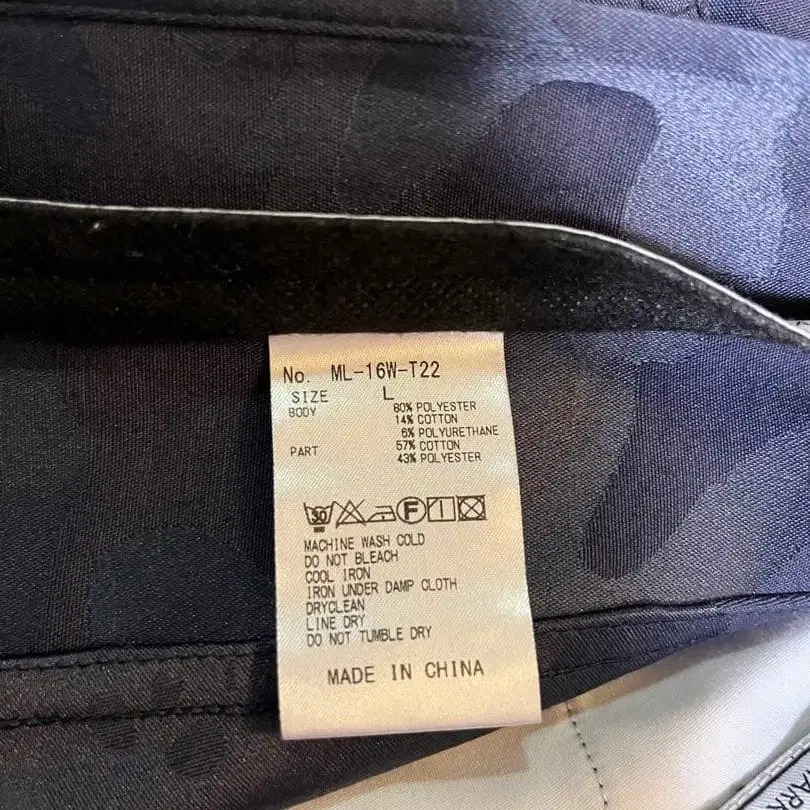 No. ML-16W-T22
SIZE L
BODY 80% POLYESTER
14% COTTON
6% POLYURETHANE
PART 57% COTTON
43% POLYESTER
30 F
MACHINE WASH COLD
DO NOT BLEACH
COOL IRON
IRON UNDER DAMP CLOTH
DRYCLEAN
LINE DRY
DO NOT TUMBLE DRY
MADE IN CHINA